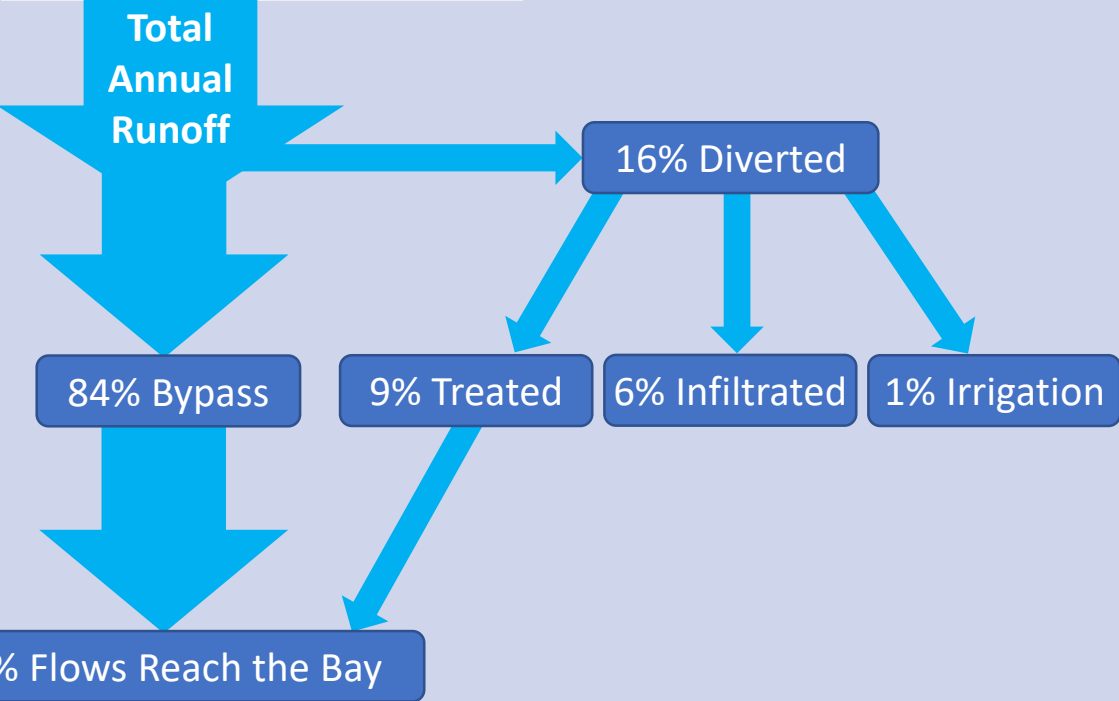 Total
Annual
Runoff
16% Diverted
84% Bypass
9% Treated
6% Infiltrated
1% Irrigation
% Flows Reach the Bay